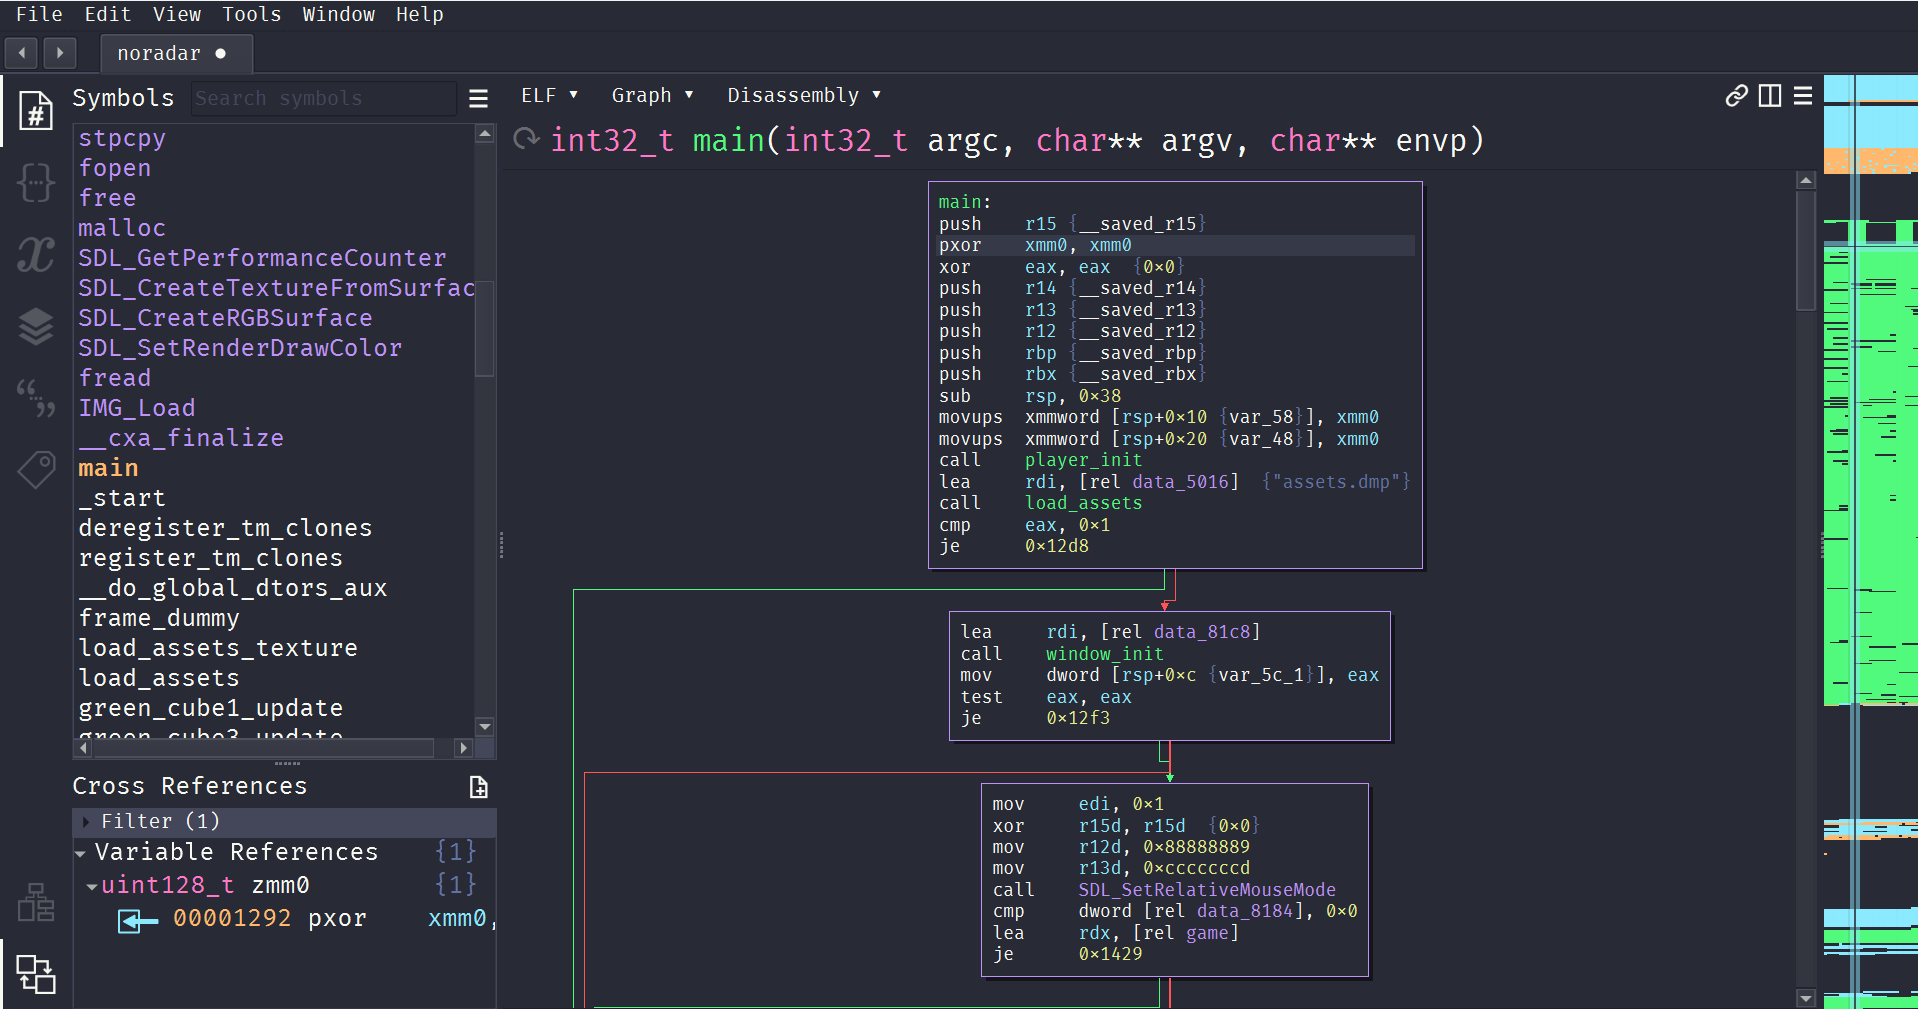 File Edit View Tools Window Help
noradar ●
Symbols Search symbols
stpcpy
fopen
free
malloc
SDL_GetPerformanceCounter
SDL_CreateTextureFromSurfac
SDL_CreateRGBSurface
SDL_SetRenderDrawColor
fread
IMG_Load
__cxa_finalize
main
_start
deregister_tm_clones
register_tm_clones
__do_global_dtors_aux
frame_dummy
load_assets_texture
load_assets
green_cube1_update
green_cube3_update
Cross References
Filter (1)
Variable References {1}
uint128_t zmm0 {1}
00001292 pxor xmm0,
ELF ▾ Graph ▾ Disassembly ▾
int32_t main(int32_t argc, char** argv, char** envp)
main:
push r15 {__saved_r15}
pxor xmm0, xmm0
xor eax, eax {0×0}
push r14 {__saved_r14}
push r13 {__saved_r13}
push r12 {__saved_r12}
push rbp {__saved_rbp}
push rbx {__saved_rbx}
sub rsp, 0×38
movups xmmword [rsp+0×10 {var_58}], xmm0
movups xmmword [rsp+0×20 {var_48}], xmm0
call player_init
lea rdi, [rel data_5016] {"assets.dmp"}
call load_assets
cmp eax, 0×1
je 0×12d8
lea rdi, [rel data_81c8]
call window_init
mov dword [rsp+0×c {var_5c_1}], eax
test eax, eax
je 0×12f3
mov edi, 0×1
xor r15d, r15d {0×0}
mov r12d, 0×88888889
mov r13d, 0×cccccccd
call SDL_SetRelativeMouseMode
cmp dword [rel data_8184], 0×0
lea rdx, [rel game]
je 0×1429